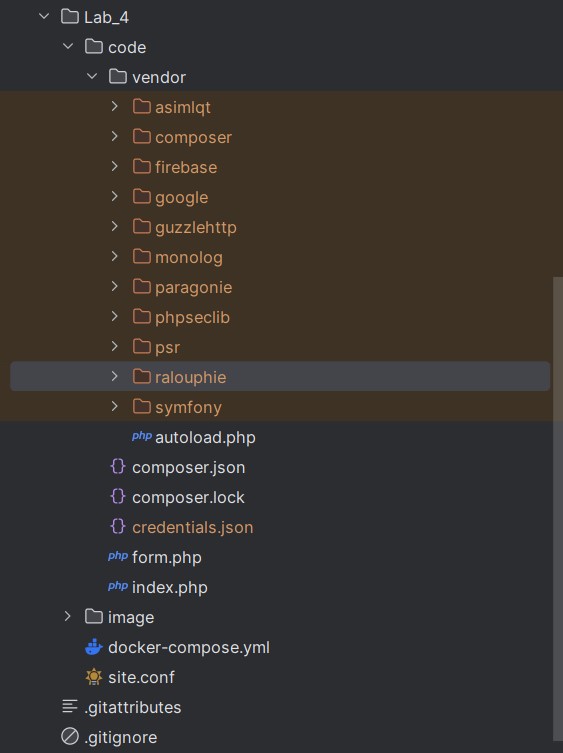 Lab_4
code
vendor
asimlqt
composer
firebase
google
guzzlehttp
monolog
paragonie
phpseclib
psr
ralouphie
symfony
php autoload.php
{} composer.json
{} composer.lock
{} credentials.json
php form.php
php index.php
image
docker-compose.yml
site.conf
.gitattributes
.gitignore